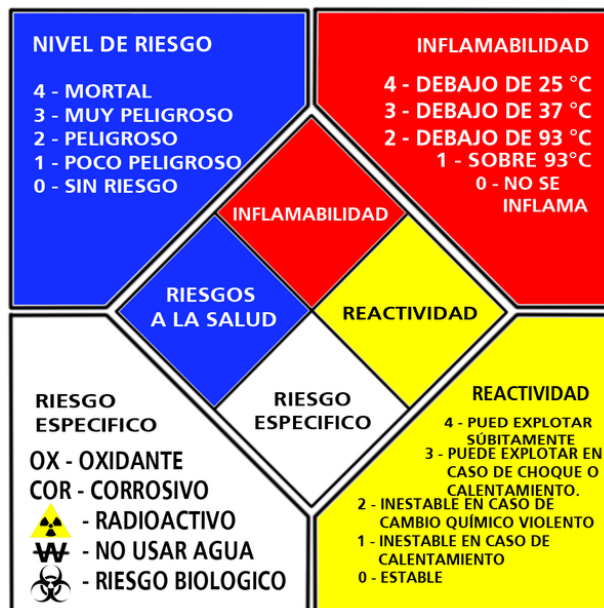 NIVEL DE RIESGO
4 - MORTAL
3 - MUY PELIGROSO
2 - PELIGROSO
1 - POCO PELIGROSO
0 - SIN RIESGO
INFLAMABILIDAD
4 - DEBAJO DE 25 °C
3 - DEBAJO DE 37 °C
2 - DEBAJO DE 93 °C
1 - SOBRE 93°C
0 - NO SE
INFLAMA
INFLAMABILIDAD
RIESGOS
A LA SALUD
REACTIVIDAD
RIESGO
ESPECIFICO
RIESGO
ESPECIFICO
OX - OXIDANTE
COR - CORROSIVO
- RADIOACTIVO
W - NO USAR AGUA
- RIESGO BIOLOGICO
REACTIVIDAD
4 - PUED EXPLOTAR
SÚBITAMENTE
3 - PUEDE EXPLOTAR EN
CASO DE CHOQUE O
CALENTAMIENTO.
2 - INESTABLE EN CASO DE
CAMBIO QUÍMICO VIOLENTO
1 - INESTABLE EN CASO DE
CALENTAMIENTO
0 - ESTABLE